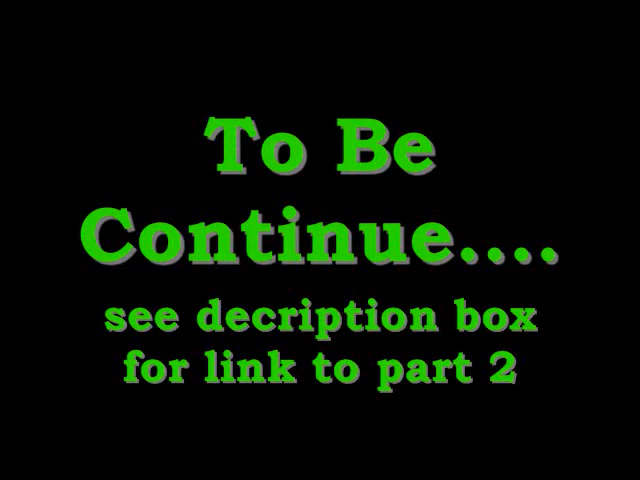 To Be
Continue....
see decription box
for link to part 2